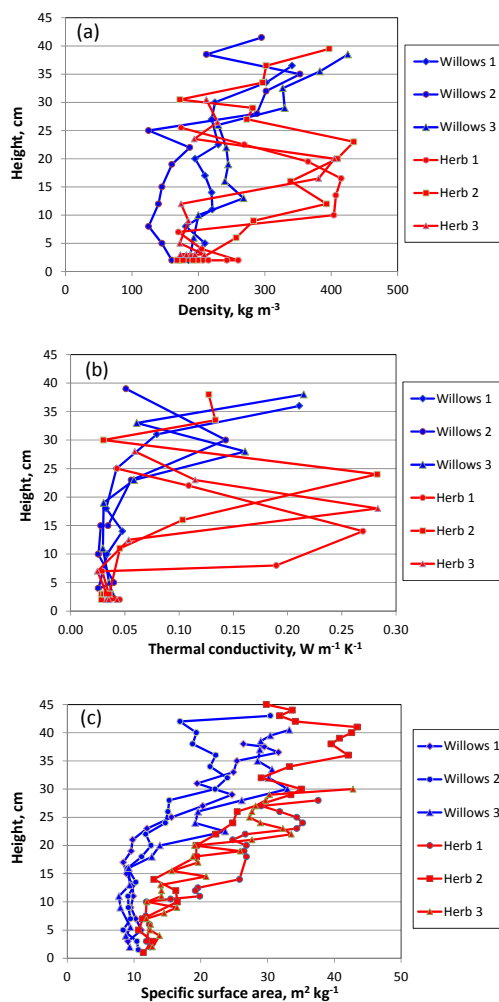 (a)
45
40
35
30
25
20
15
10
5
0
Height, cm
0 100 200 300 400 500
Density, kg m⁻³
Willows 1
Willows 2
Willows 3
Herb 1
Herb 2
Herb 3
(b)
45
40
35
30
25
20
15
10
5
0
Height, cm
0.00 0.05 0.10 0.15 0.20 0.25 0.30
Thermal conductivity, W m⁻¹ K⁻¹
Willows 1
Willows 2
Willows 3
Herb 1
Herb 2
Herb 3
(c)
45
40
35
30
25
20
15
10
5
0
Height, cm
0 10 20 30 40 50
Specific surface area, m² kg⁻¹
Willows 1
Willows 2
Willows 3
Herb 1
Herb 2
Herb 3